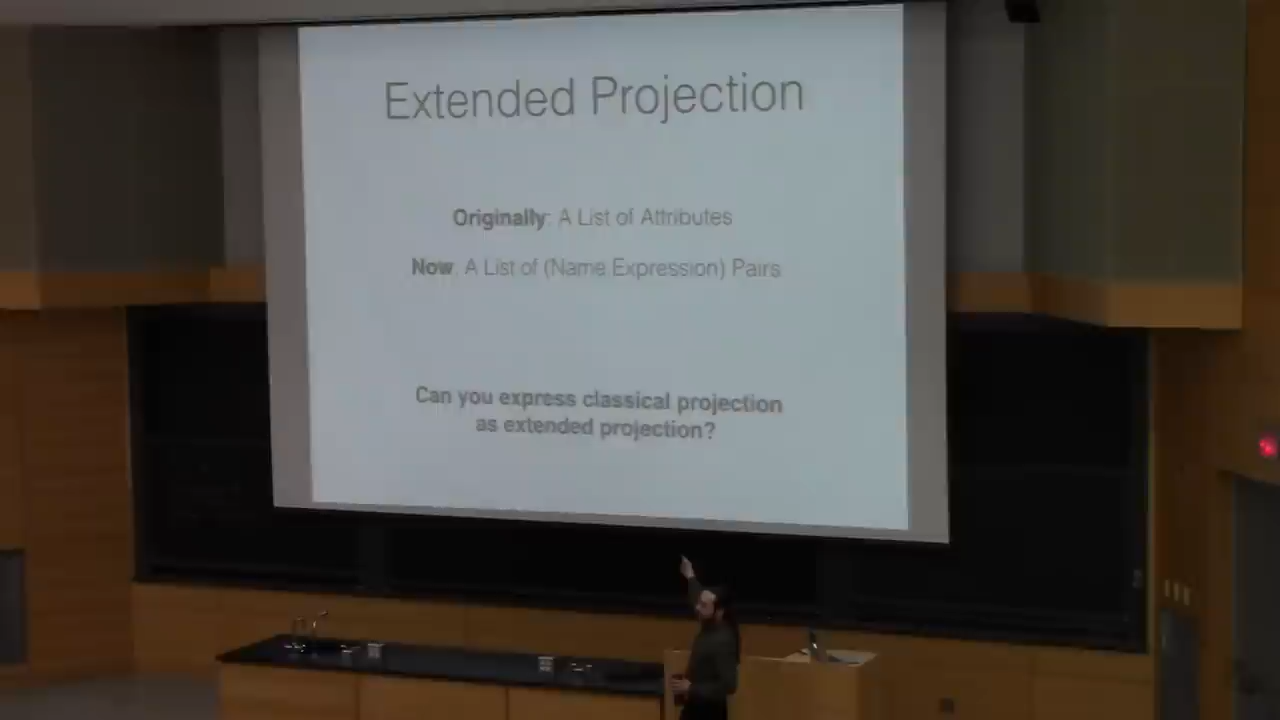 Extended Projection
Originally: A List of Attributes
Now: A List of (Name Expression) Pairs
Can you express classical projection
as extended projection?